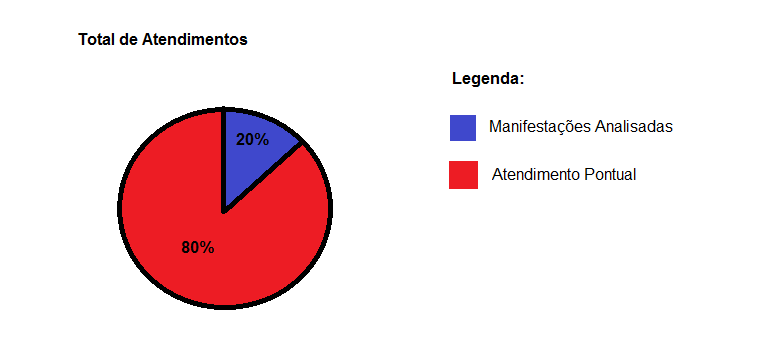 Total de Atendimentos
Legenda:
Manifestações Analisadas
Atendimento Pontual
20%
80%